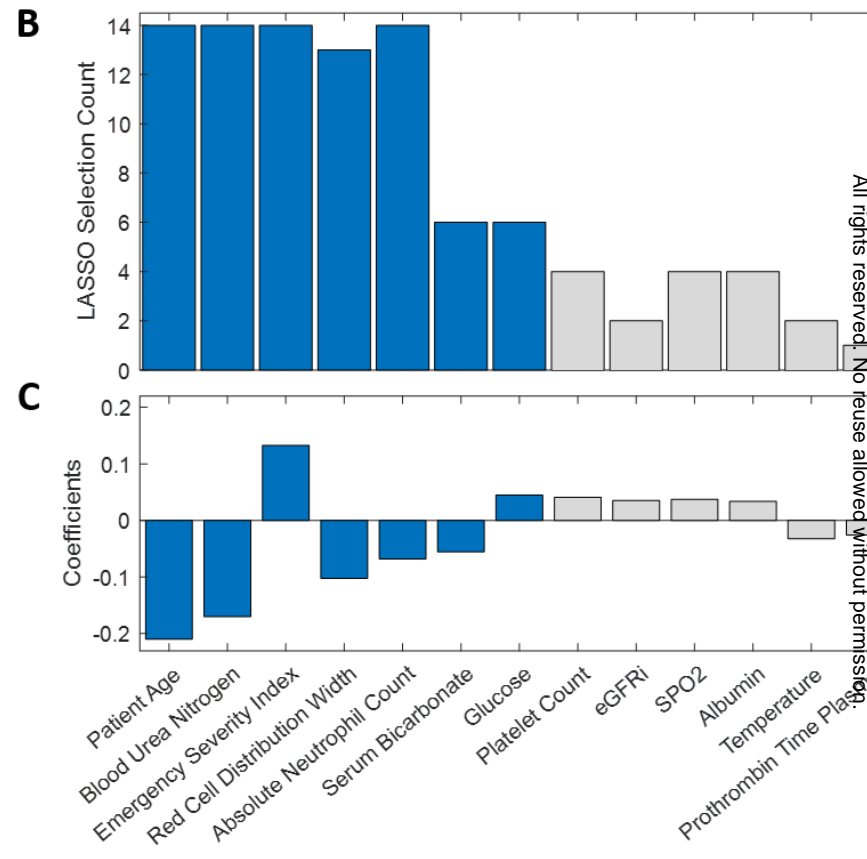 B
LASSO Selection Count
14
12
10
8
6
4
2
0
C
Coefficients
0.2
0.1
0
-0.1
-0.2
Patient Age
Blood Urea Nitrogen
Emergency Severity Index
Red Cell Distribution Width
Absolute Neutrophil Count
Serum Bicarbonate
Glucose
Platelet Count
eGFRi
SPO2
Albumin
Temperature
Prothrombin Time
All rights reserved. No reuse allowed without permission.